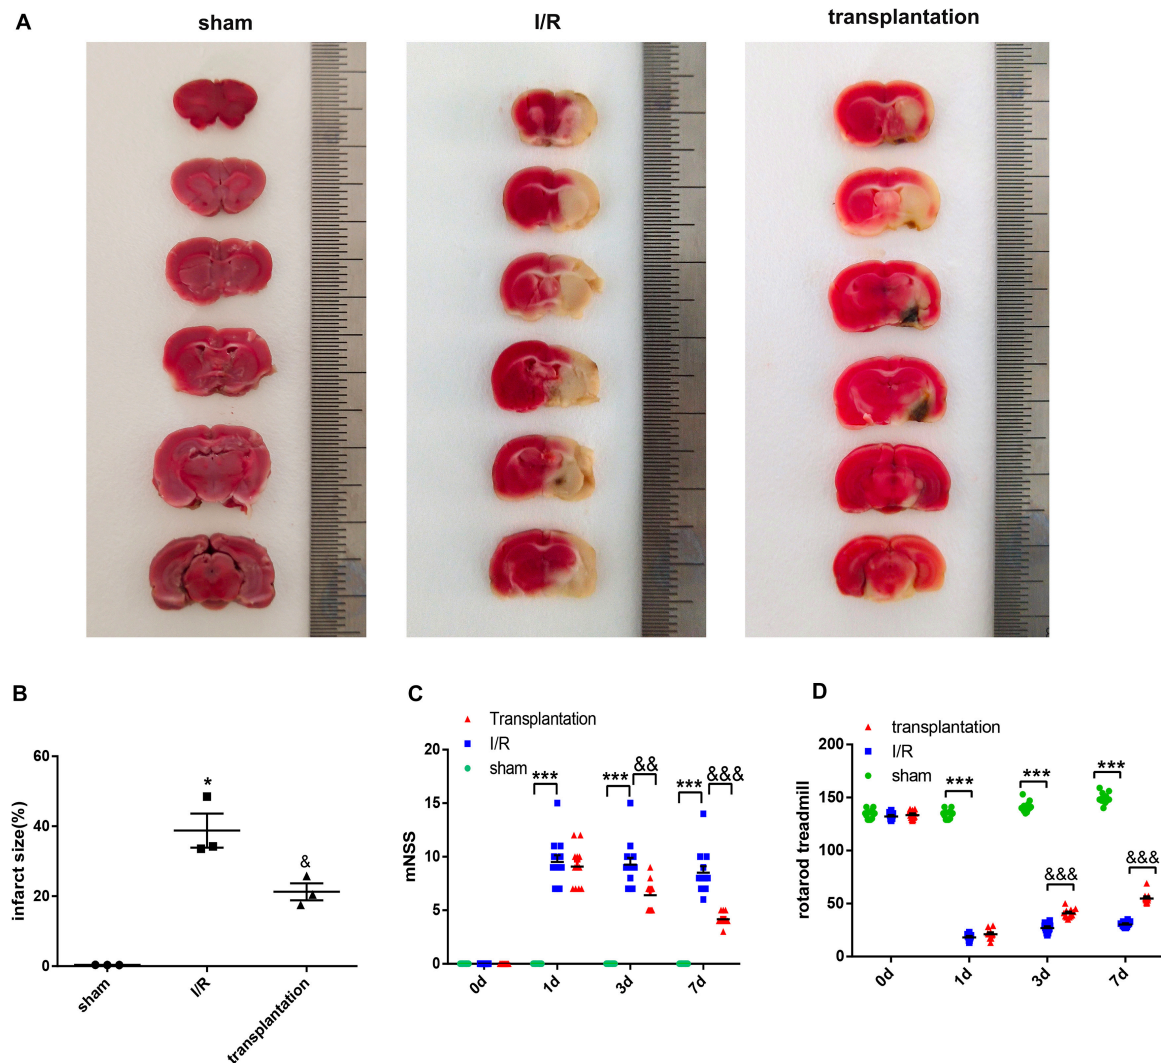 A
sham
I/R
transplantation
B
infarct size(%)
60
40
20
0
*
&
sham
I/R
transplantation
C
Transplantation
I/R
sham
mNSS
20
15
10
5
0
***
***
&&
***
&&&
0d
1d
3d
7d
D
transplantation
I/R
sham
rotarod treadmill
200
150
100
50
0
***
***
***
&&&
&&&
0d
1d
3d
7d